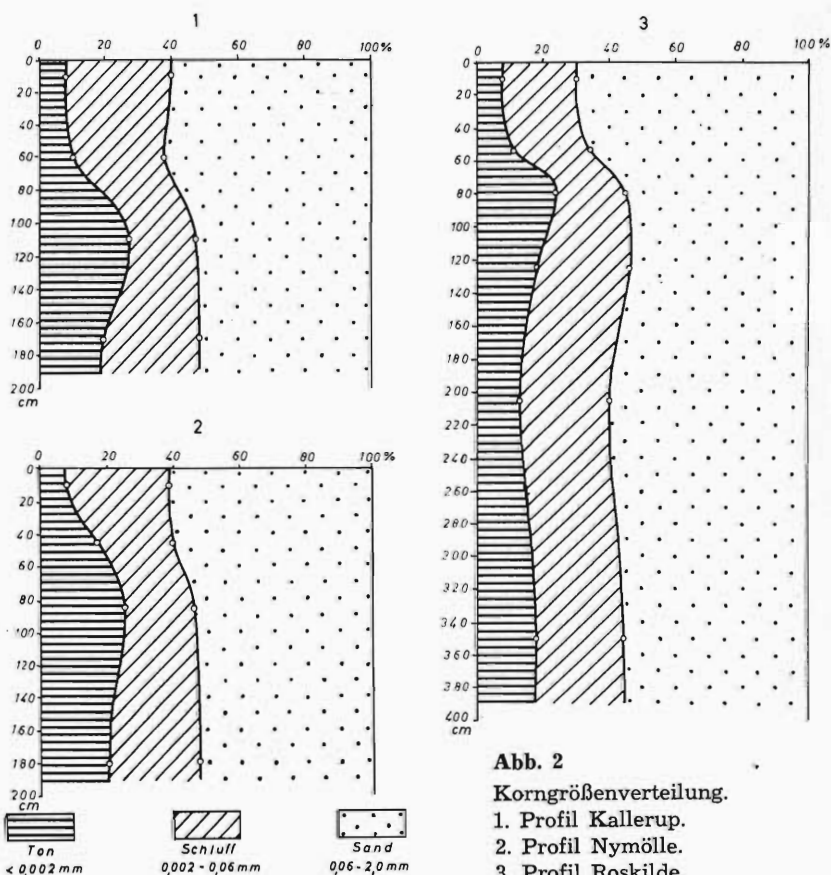 1
0 20 40 60 80 100%
0
20
40
60
80
100
120
140
160
180
200
cm
2
0 20 40 60 80 100%
0
20
40
60
80
100
120
140
160
180
200
cm
Ton
< 0,002 mm
Schluff
0,002 - 0,06 mm
Sand
0,06 - 2,0 mm
3
0 20 40 60 80 100%
0
20
40
60
80
100
120
140
160
180
200
220
240
260
280
300
320
340
360
380
400
cm
Abb. 2
Korngrößenverteilung.
1. Profil Kallerup.
2. Profil Nymölle.
3. Profil Roskilde.